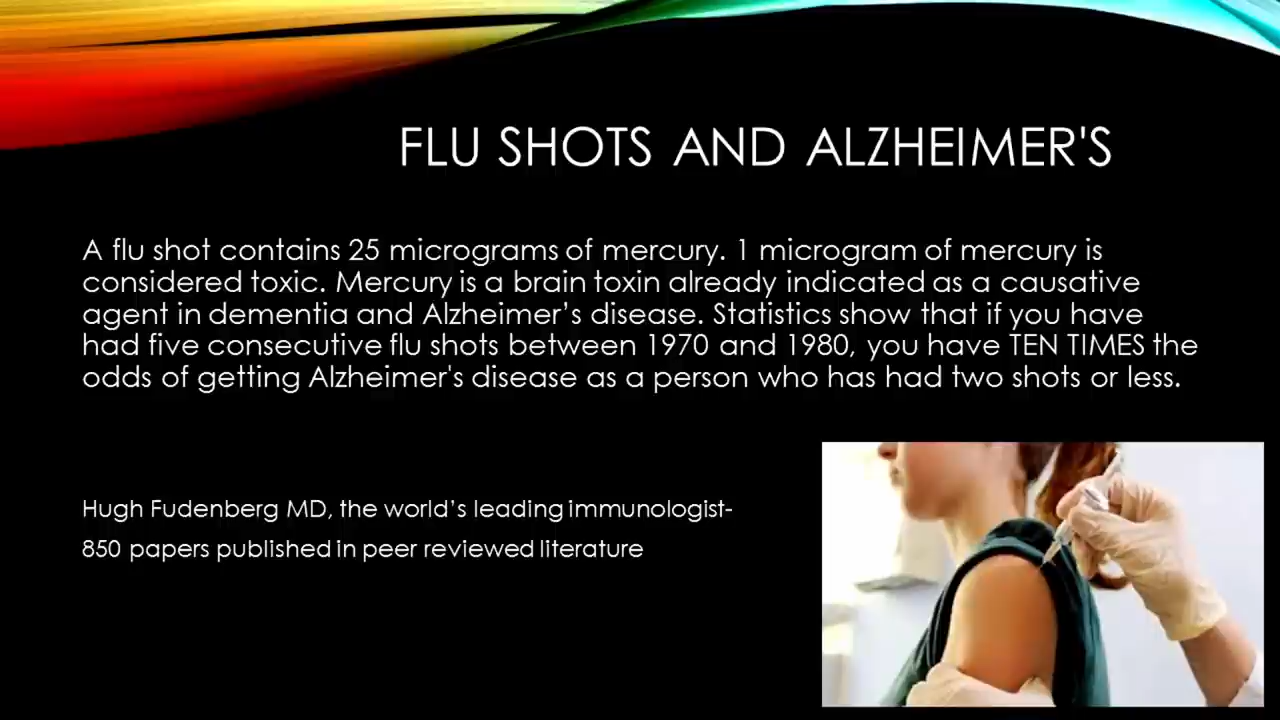 FLU SHOTS AND ALZHEIMER'S
A flu shot contains 25 micrograms of mercury. 1 microgram of mercury is
considered toxic. Mercury is a brain toxin already indicated as a causative
agent in dementia and Alzheimer’s disease. Statistics show that if you have
had five consecutive flu shots between 1970 and 1980, you have TEN TIMES the
odds of getting Alzheimer's disease as a person who has had two shots or less.
Hugh Fudenberg MD, the world’s leading immunologist-
850 papers published in peer reviewed literature